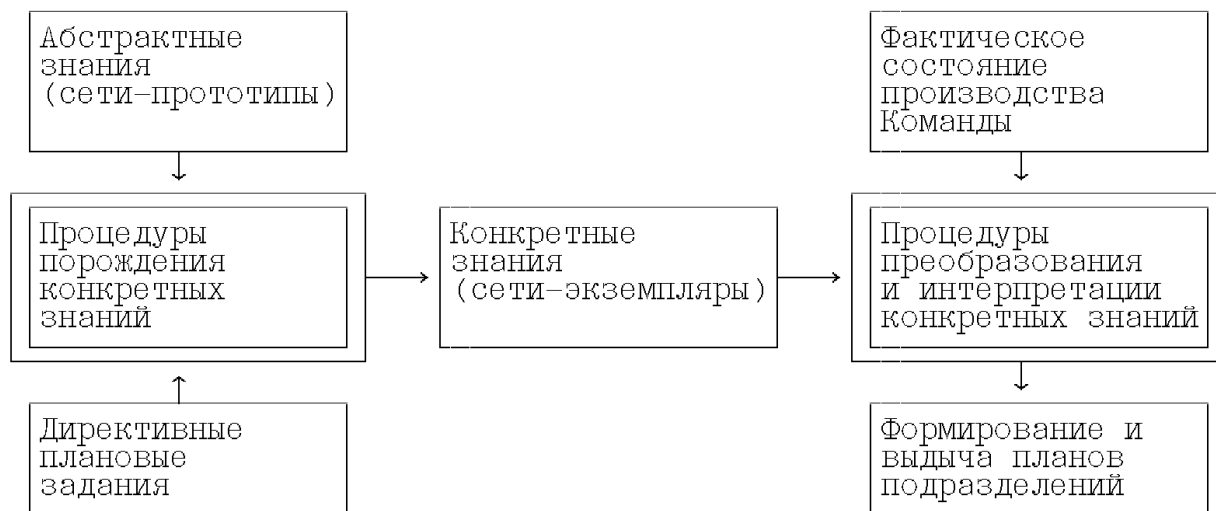 Абстрактные
знания
(сети-прототипы)
Фактическое
состояние
производства
Команды
Процедуры
порождения
конкретных
знаний
Конкретные
знания
(сети-экземпляры)
Процедуры
преобразования
и интерпретации
конкретных знаний
Директивные
плановые
задания
Формирование и
выдыча планов
подразделений